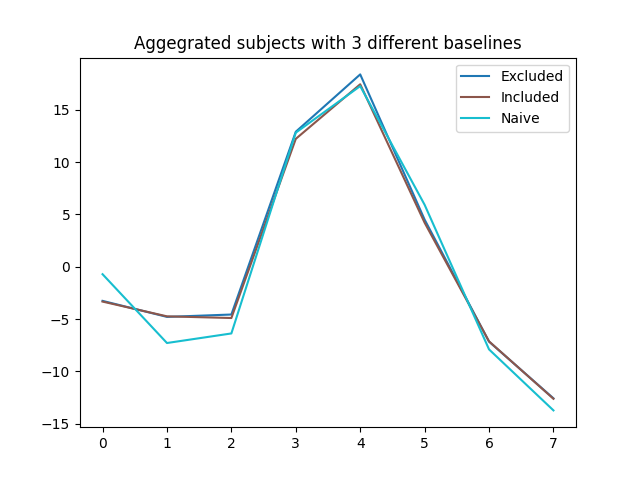 Aggegrated subjects with 3 different baselines
Excluded
Included
Naive
15
10
5
0
−5
−10
−15
0 1 2 3 4 5 6 7